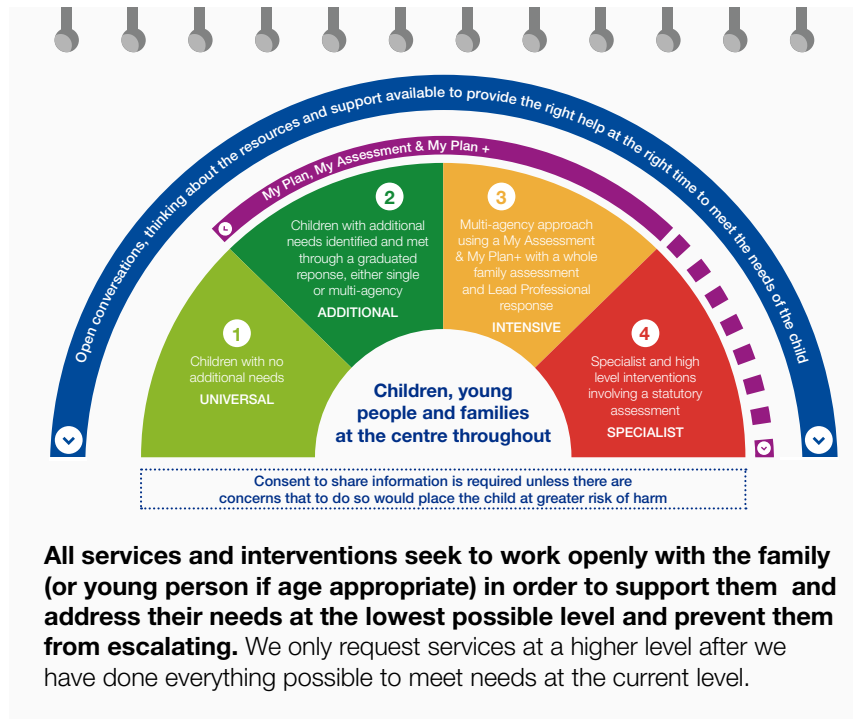 Open conversations, thinking about the resources and support available to provide the right help at the right time to meet the needs of the child
My Plan, My Assessment & My Plan +
1
Children with no
additional needs
UNIVERSAL
2
Children with additional
needs identified and met
through a graduated
reponse, either single
or multi-agency
ADDITIONAL
3
Multi-agency approach
using a My Assessment
& My Plan+ with a whole
family assessment
and Lead Professional
response
INTENSIVE
4
Specialist and high
level interventions
involving a statutory
assessment
SPECIALIST
Children, young
people and families
at the centre throughout
Consent to share information is required unless there are
concerns that to do so would place the child at greater risk of harm
All services and interventions seek to work openly with the family
(or young person if age appropriate) in order to support them and
address their needs at the lowest possible level and prevent them
from escalating. We only request services at a higher level after we
have done everything possible to meet needs at the current level.